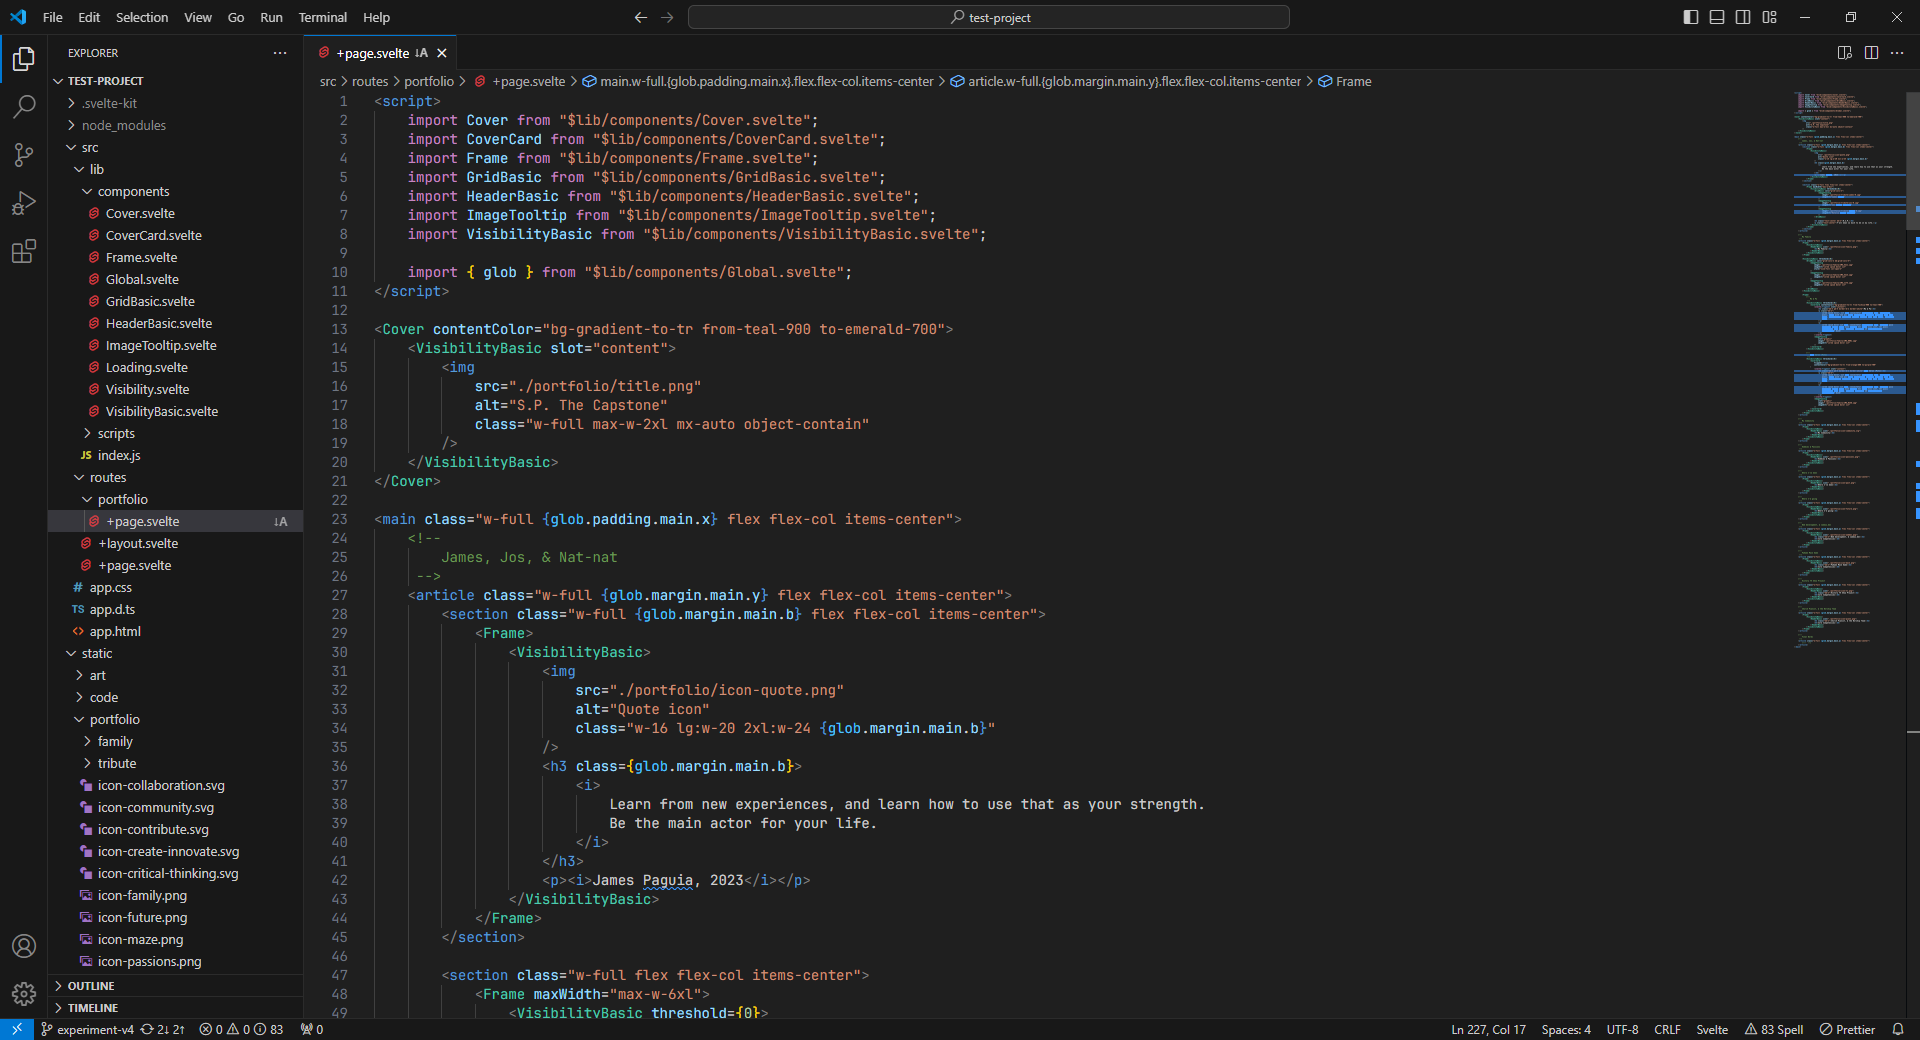 File Edit Selection View Go Run Terminal Help
test-project
EXPLORER
TEST-PROJECT
.svelte-kit
node_modules
src
lib
components
Cover.svelte
CoverCard.svelte
Frame.svelte
Global.svelte
GridBasic.svelte
HeaderBasic.svelte
ImageTooltip.svelte
Loading.svelte
Visibility.svelte
VisibilityBasic.svelte
scripts
JS index.js
routes
portfolio
+page.svelte ↓A
+layout.svelte
+page.svelte
# app.css
TS app.d.ts
<> app.html
static
art
code
portfolio
family
tribute
icon-collaboration.svg
icon-community.svg
icon-contribute.svg
icon-create-innovate.svg
icon-critical-thinking.svg
icon-family.png
icon-future.png
icon-maze.png
icon-passions.png
OUTLINE
TIMELINE
+page.svelte ↓A
src > routes > portfolio > +page.svelte > main.w-full.{glob.padding.main.x}.flex.flex-col.items-center > article.w-full.{glob.margin.main.y}.flex.flex-col.items-center > Frame
1 <script>
2 import Cover from "$lib/components/Cover.svelte";
3 import CoverCard from "$lib/components/CoverCard.svelte";
4 import Frame from "$lib/components/Frame.svelte";
5 import GridBasic from "$lib/components/GridBasic.svelte";
6 import HeaderBasic from "$lib/components/HeaderBasic.svelte";
7 import ImageTooltip from "$lib/components/ImageTooltip.svelte";
8 import VisibilityBasic from "$lib/components/VisibilityBasic.svelte";
9
10 import { glob } from "$lib/components/Global.svelte";
11 </script>
12
13 <Cover contentColor="bg-gradient-to-tr from-teal-900 to-emerald-700">
14 <VisibilityBasic slot="content">
15 <img
16 src="./portfolio/title.png"
17 alt="S.P. The Capstone"
18 class="w-full max-w-2xl mx-auto object-contain"
19 />
20 </VisibilityBasic>
21 </Cover>
22
23 <main class="w-full {glob.padding.main.x} flex flex-col items-center">
24 <!--
25 James, Jos, & Nat-nat
26 -->
27 <article class="w-full {glob.margin.main.y} flex flex-col items-center">
28 <section class="w-full {glob.margin.main.b} flex flex-col items-center">
29 <Frame>
30 <VisibilityBasic>
31 <img
32 src="./portfolio/icon-quote.png"
33 alt="Quote icon"
34 class="w-16 lg:w-20 2xl:w-24 {glob.margin.main.b}"
35 />
36 <h3 class={glob.margin.main.b}>
37 <i>
38 Learn from new experiences, and learn how to use that as your strength.
39 Be the main actor for your life.
40 </i>
41 </h3>
42 <p><i>James Paguia, 2023</i></p>
43 </VisibilityBasic>
44 </Frame>
45 </section>
46
47 <section class="w-full flex flex-col items-center">
48 <Frame maxWidth="max-w-6xl">
49 <VisibilityBasic threshold={0}>
experiment-v4 2↓ 2↑ 0 0 83 0
Ln 227, Col 17 Spaces: 4 UTF-8 CRLF Svelte 83 Spell Prettier